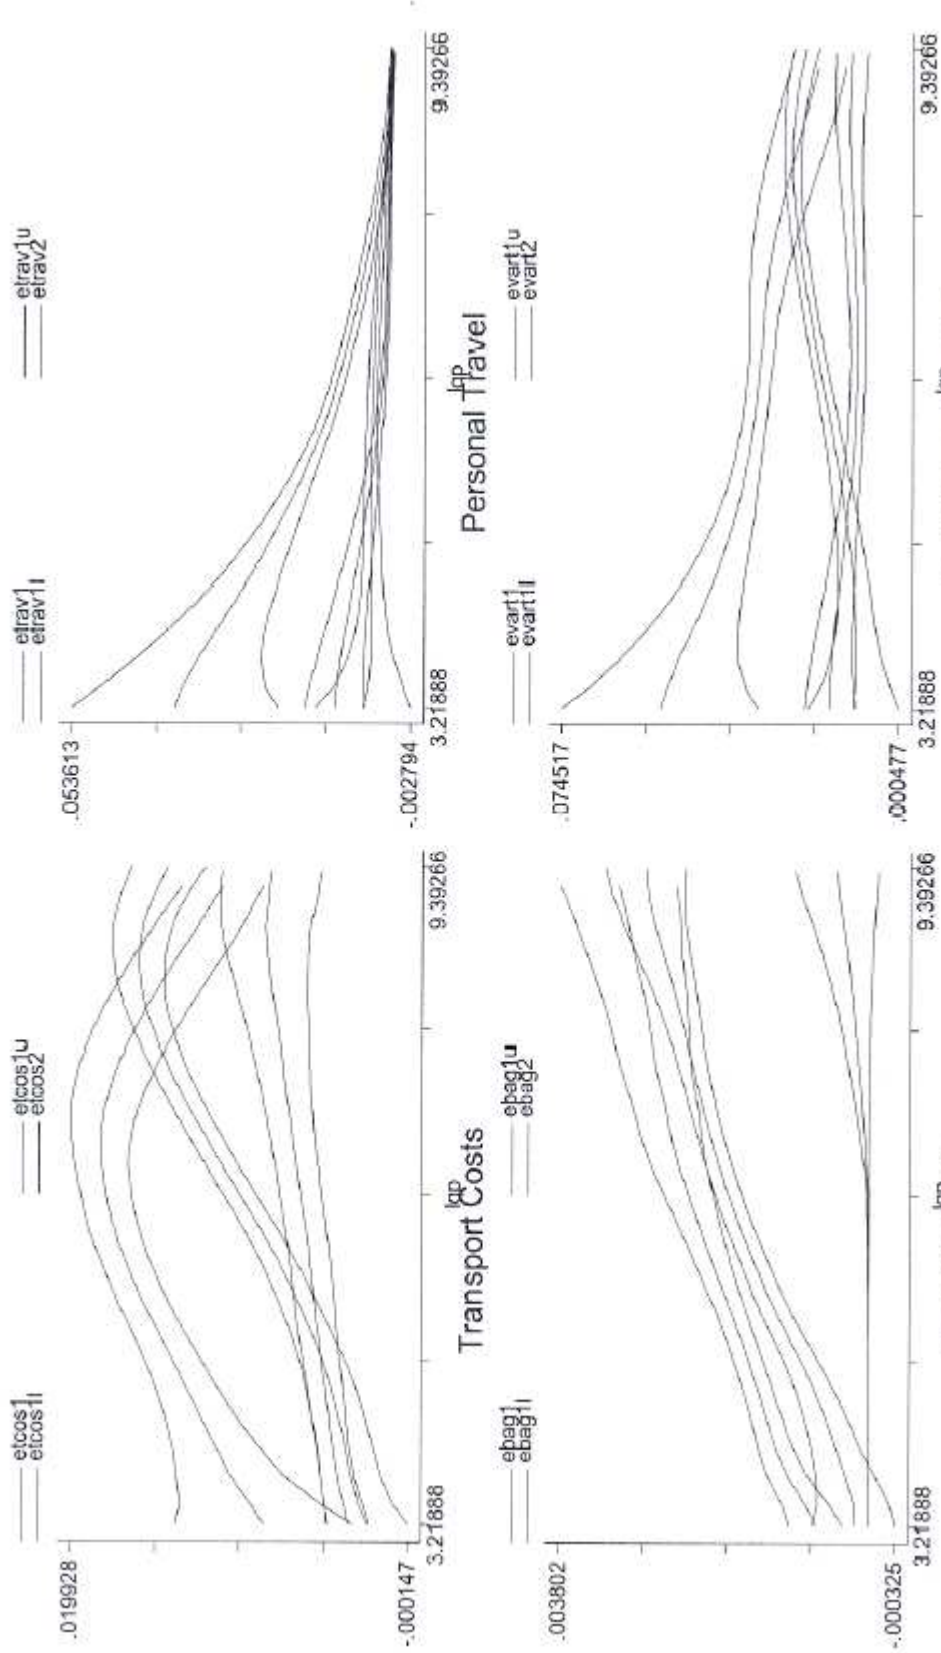 etcos1 etcos1u
etcos1l etcos2
.019928
-.000147
3.21888 9.39266
lqp
Transport Costs
etrav1 etrav1u
etrav1l etrav2
.053613
-.002794
3.21888 9.39266
lqp
Personal Travel
ebag1 ebag1u
ebag1l ebag2
.003802
-.000325
3.21888 9.39266
evart1 evart1u
evart1l evart2
.074517
.000477
3.21888 9.39266